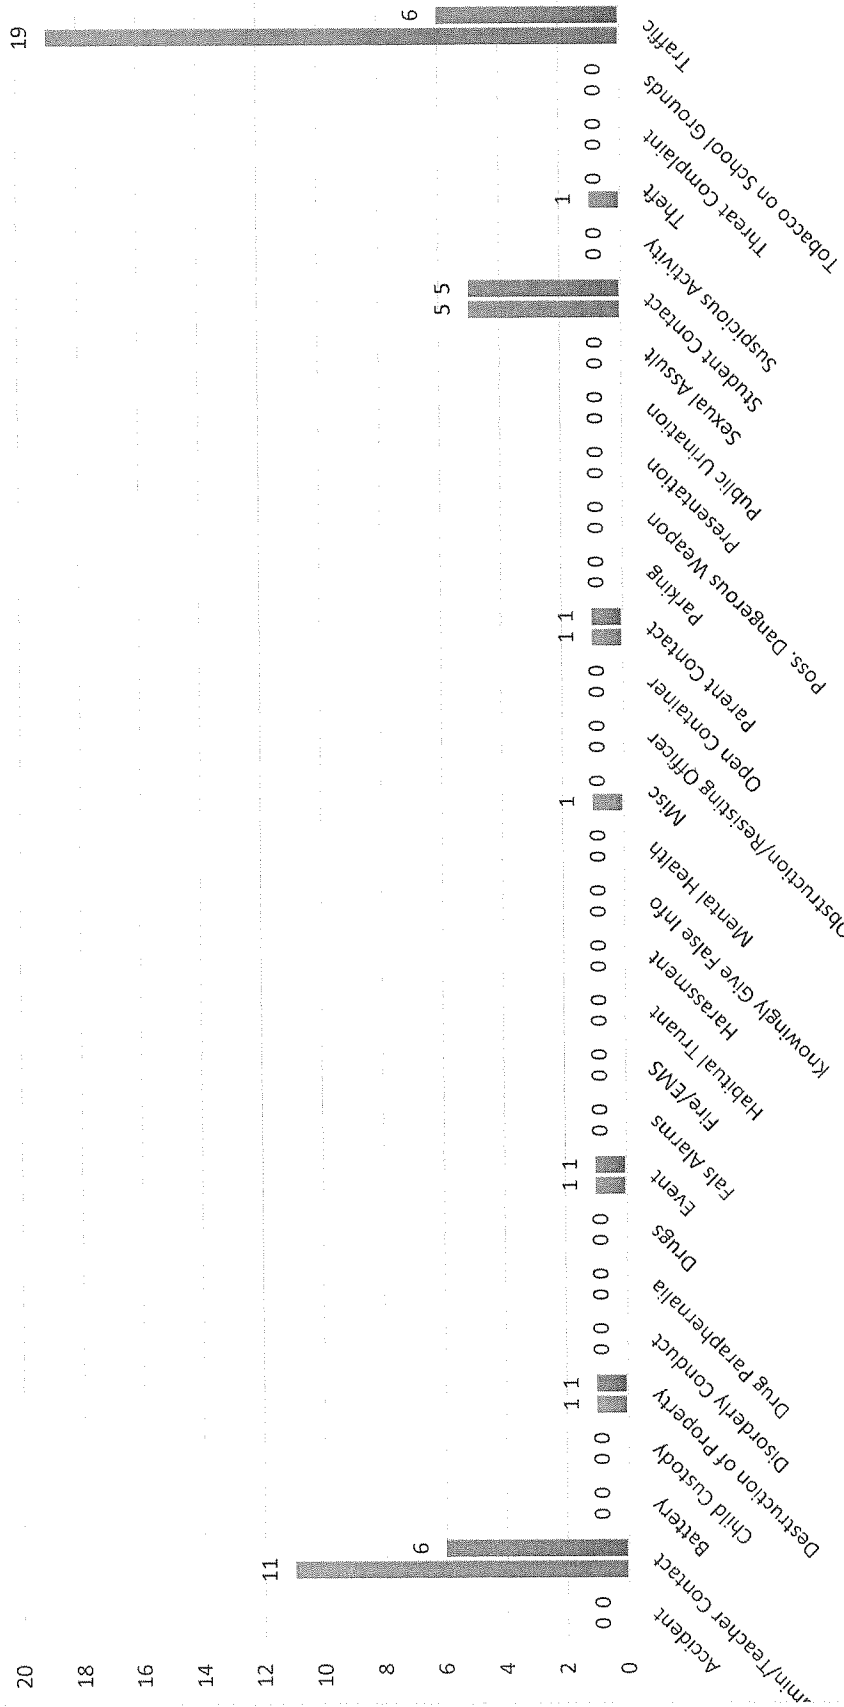 20
18
16
14
12
10
8
6
4
2
0
0 0
11 6
0 0
0 0
1 1
0 0
0 0
0 0
1 1
0 0
0 0
0 0
0 0
0 0
0 0
1 0
0 0
0 0
1 1
0 0
0 0
0 0
0 0
0 0
5 5
0 0
1 0
0 0
0 0
19 6
Accident
min/Teacher Contact
Battery
Child Custody
Destruction of Property
Disorderly Conduct
Drug Paraphernalia
Drugs
Event
Fals Alarms
Fire/EMS
Habitual Truant
Harassment
Knowingly Give False Info
Mental Health
Misc
Obstruction/Resisting Officer
Open Container
Parent Contact
Parking
Poss. Dangerous Weapon
Presentation
Public Urination
Sexual Assult
Student Contact
Suspicious Activity
Theft
Threat Complaint
Tobacco on School Grounds
Traffic